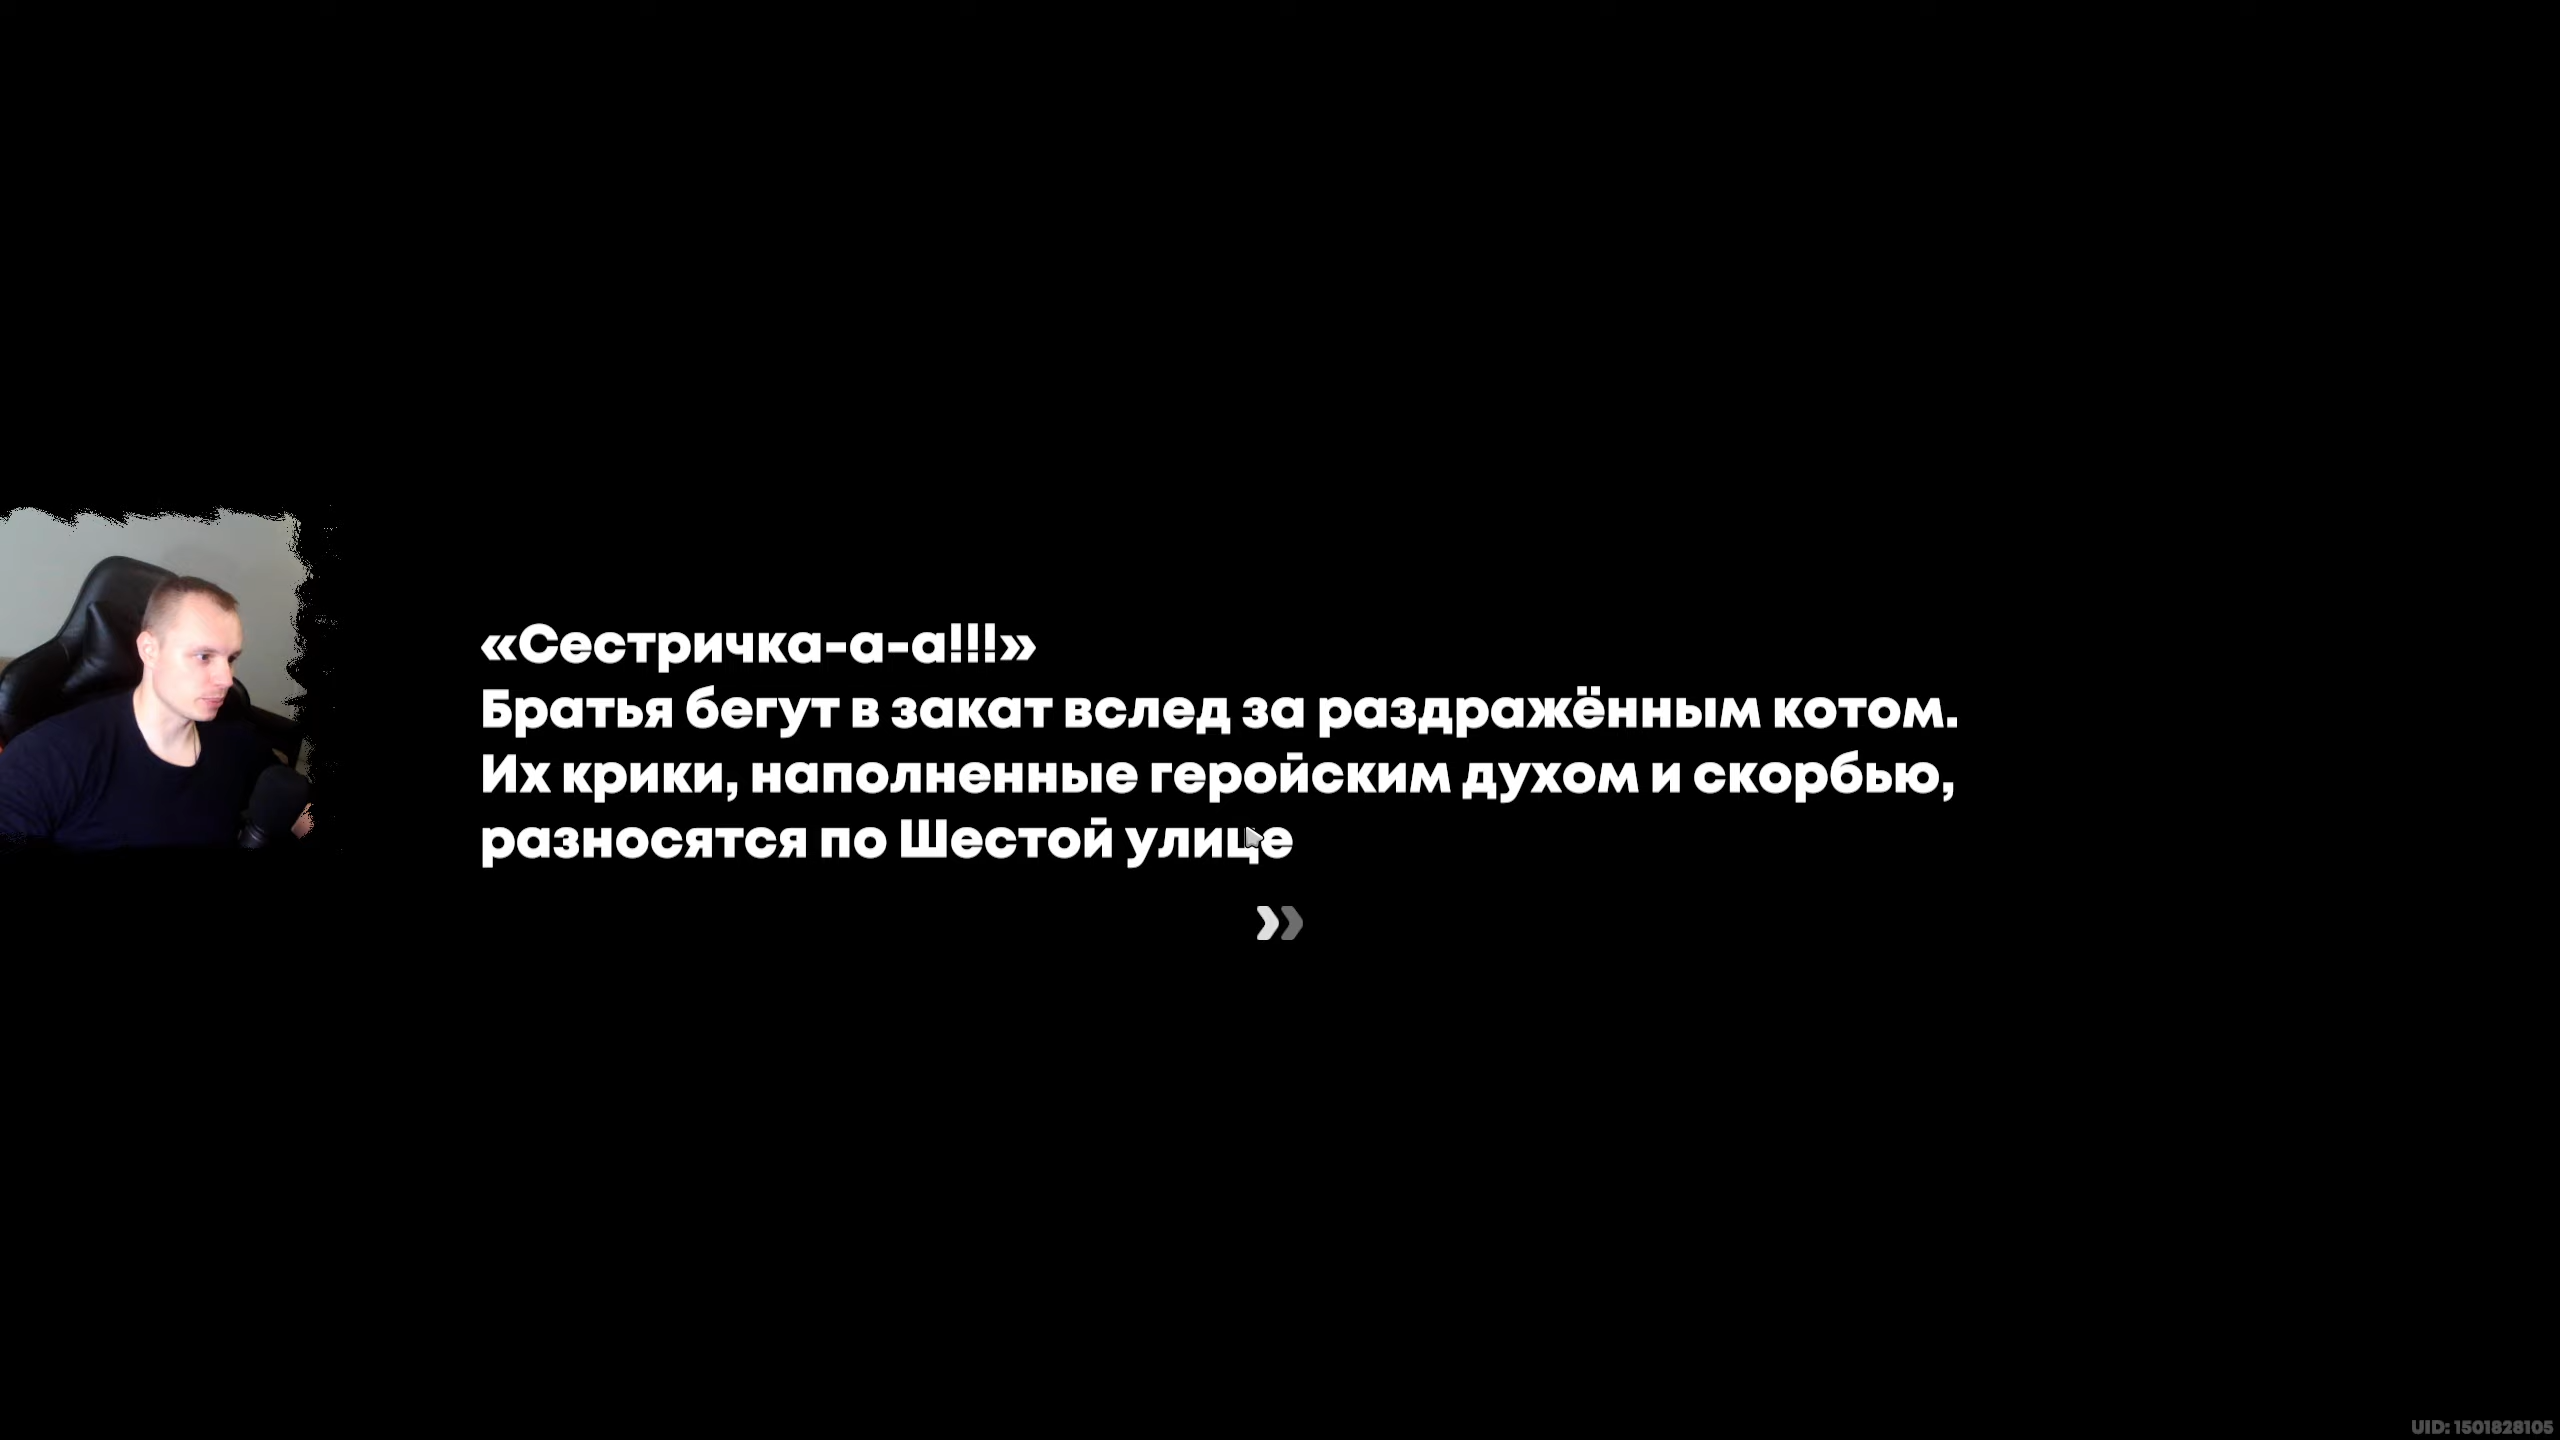 «Сестричка-а-а!!!»
Братья бегут в закат вслед за раздражённым котом.
Их крики, наполненные геройским духом и скорбью,
разносятся по Шестой улице
UID: 1501828105